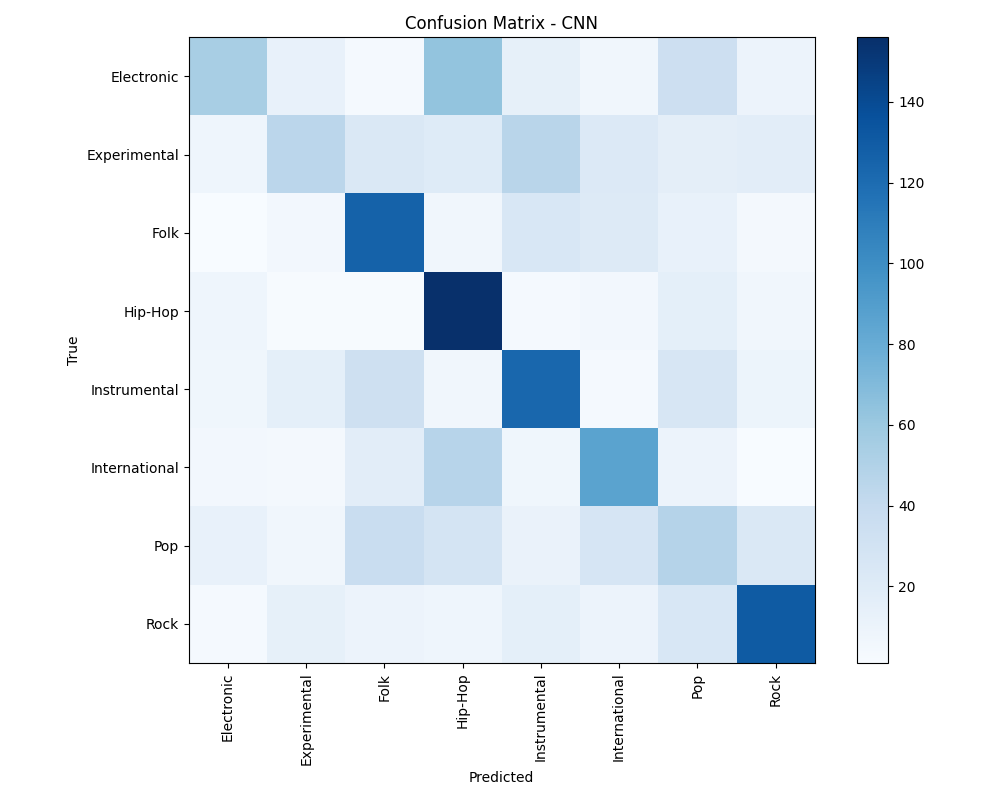 Confusion Matrix - CNN
True
Electronic
Experimental
Folk
Hip-Hop
Instrumental
International
Pop
Rock
Electronic
Experimental
Folk
Hip-Hop
Instrumental
International
Pop
Rock
Predicted
140
120
100
80
60
40
20